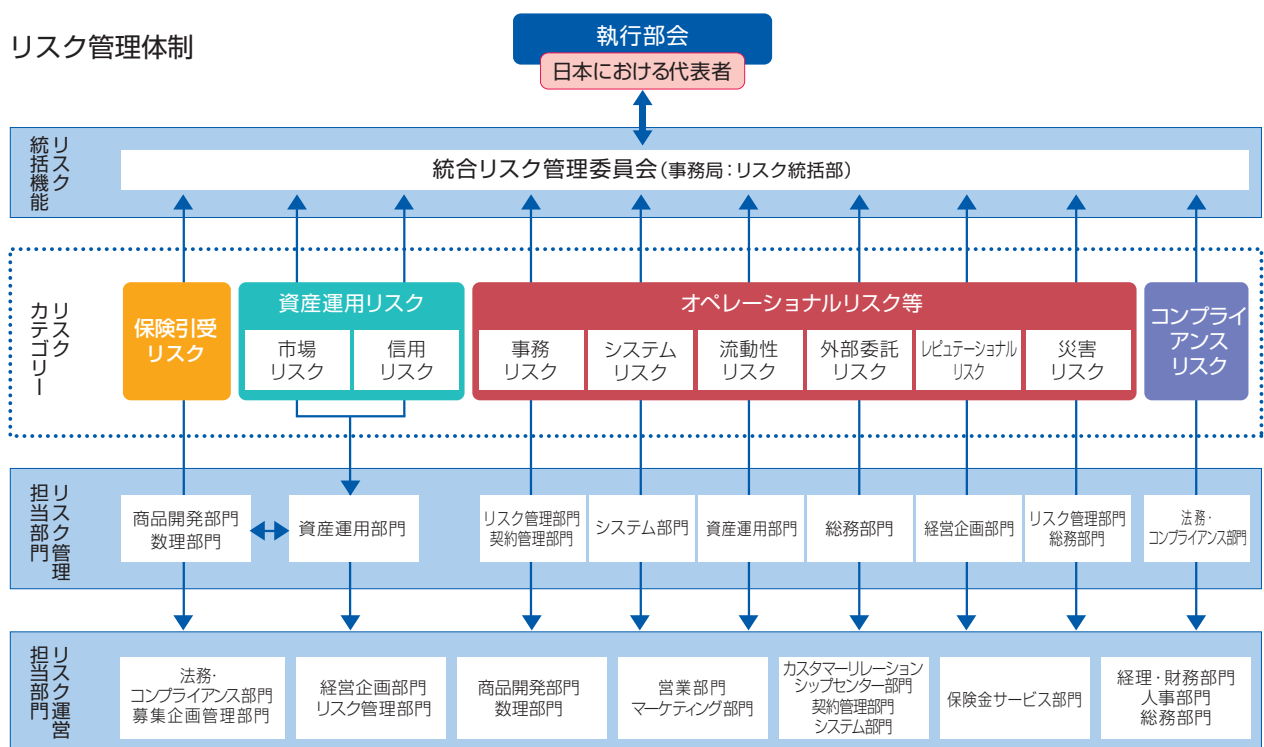 リスク管理体制
執行部会
日本における代表者
リスク
統括機能
統合リスク管理委員会(事務局:リスク統括部)
リスク
カテゴリー
保険引受
リスク
資産運用リスク
市場
リスク
信用
リスク
オペレーショナルリスク等
事務
リスク
システム
リスク
流動性
リスク
外部委託
リスク
レピュテーショナル
リスク
災害
リスク
コンプライ
アンス
リスク
リスク管理
担当部門
商品開発部門
数理部門
資産運用部門
リスク管理部門
契約管理部門
システム部門
資産運用部門
総務部門
経営企画部門
リスク管理部門
総務部門
法務・
コンプライアンス部門
リスク運営
担当部門
法務・
コンプライアンス部門
募集企画管理部門
経営企画部門
リスク管理部門
商品開発部門
数理部門
営業部門
マーケティング部門
カスタマーリレーション
シップセンター部門
契約管理部門
システム部門
保険金サービス部門
経理・財務部門
人事部門
総務部門